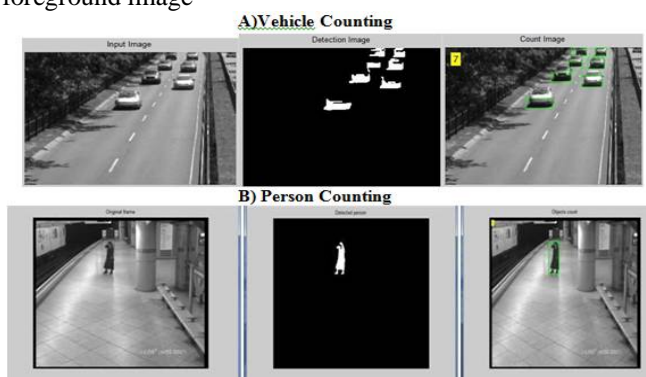 foreground image
A)Vehicle Counting
Input Image
Detection Image
Count Image
7
B) Person Counting
Original frame
Detected person
Objects count